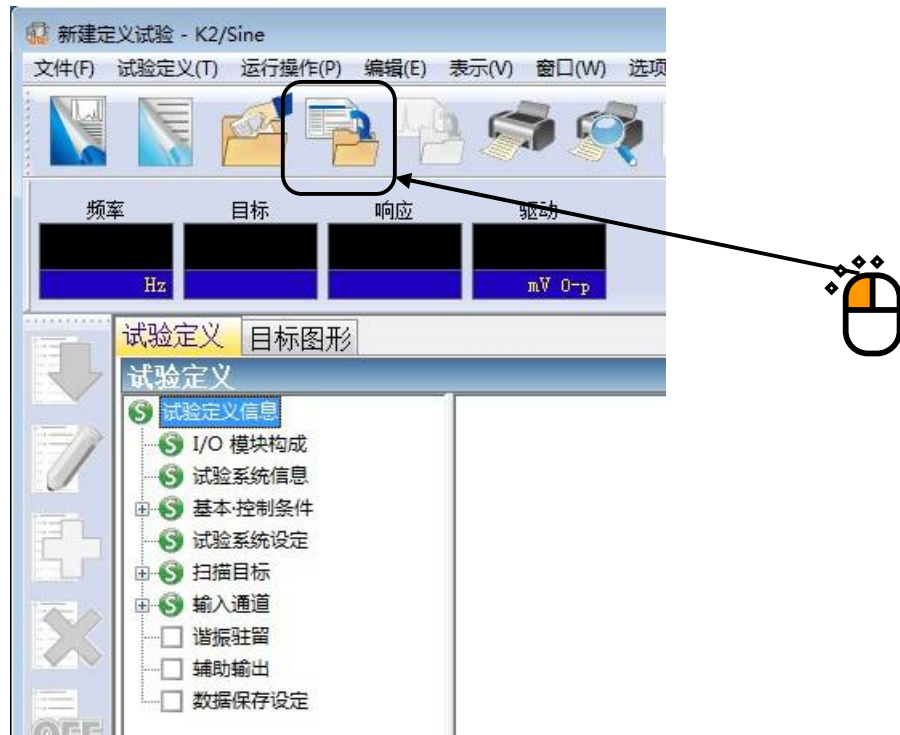 新建定义试验 - K2/Sine
文件(F) 试验定义(T) 运行操作(P) 编辑(E) 表示(V) 窗口(W) 选项
频率 目标 响应 驱动
Hz mV 0-p
试验定义 目标图形
试验定义
试验定义信息
I/O 模块构成
试验系统信息
基本·控制条件
试验系统设定
扫描目标
输入通道
谐振驻留
辅助输出
数据保存设定
OFF